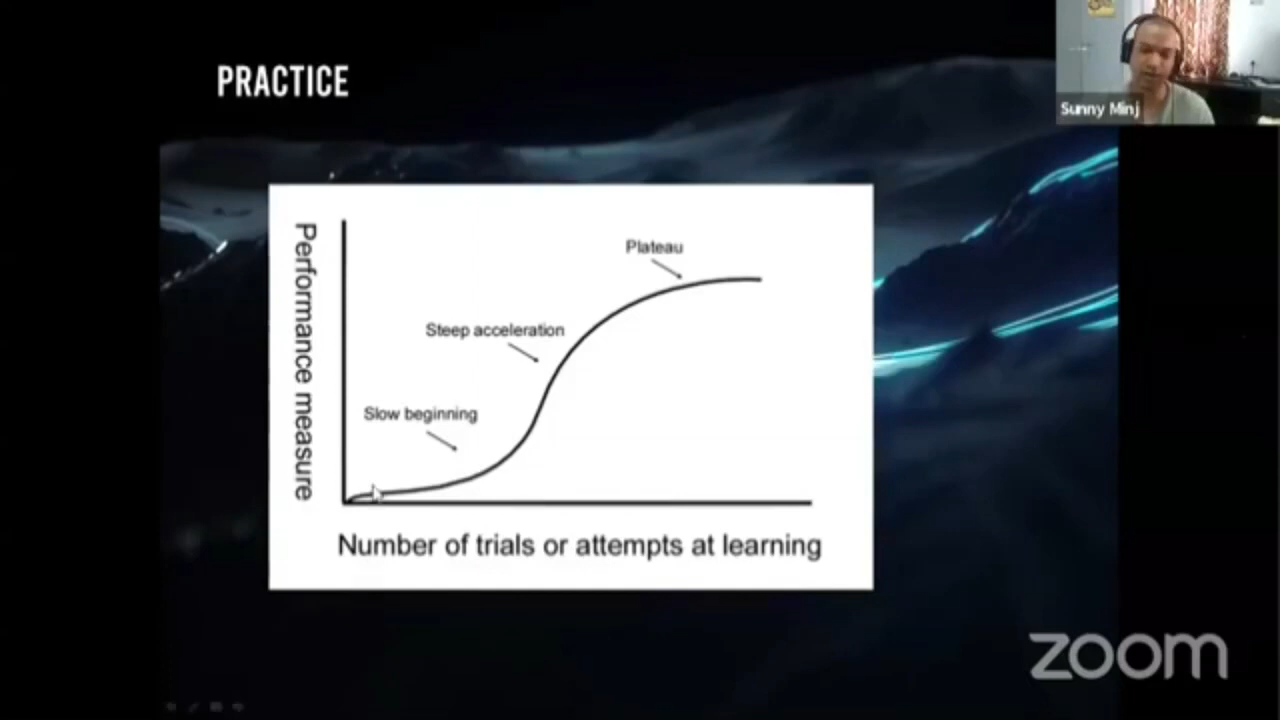 PRACTICE
Sunny Minj
Performance measure
Plateau
Steep acceleration
Slow beginning
Number of trials or attempts at learning
zoom